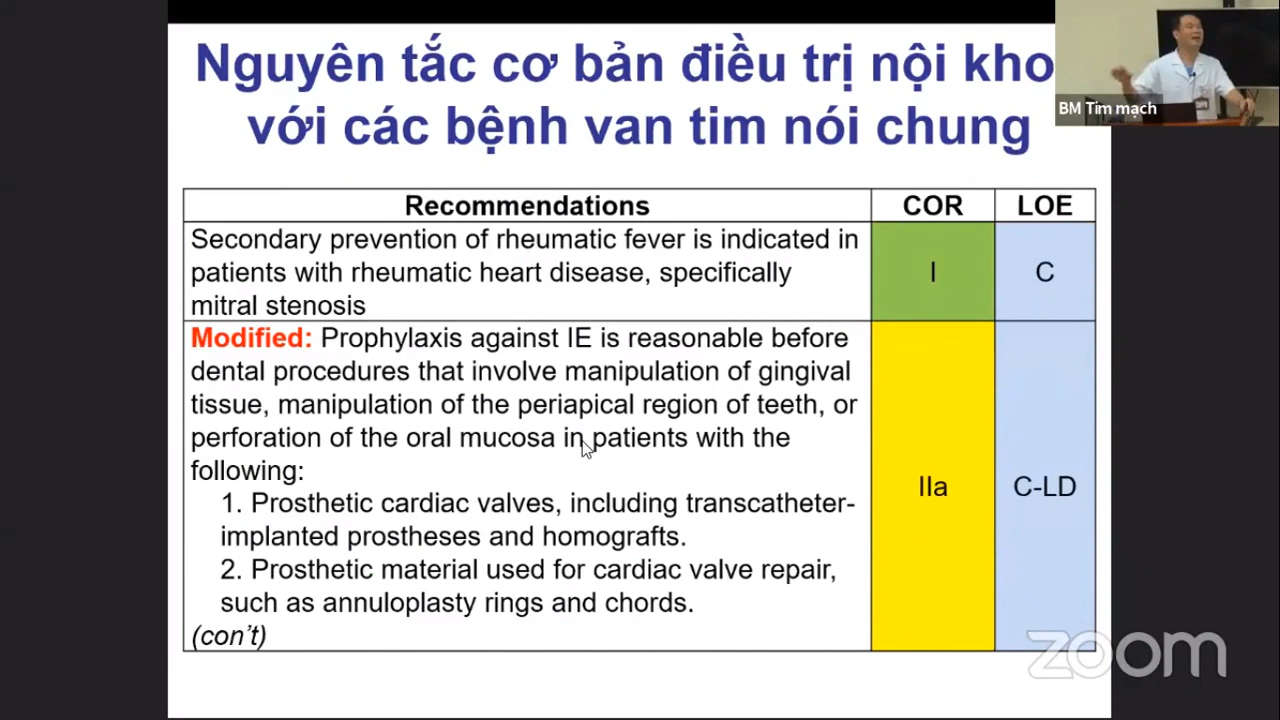 Nguyên tắc cơ bản điều trị nội kho
với các bệnh van tim nói chung
BM Tim mạch
Recommendations COR LOE
Secondary prevention of rheumatic fever is indicated in
patients with rheumatic heart disease, specifically
mitral stenosis
I C
Modified: Prophylaxis against IE is reasonable before
dental procedures that involve manipulation of gingival
tissue, manipulation of the periapical region of teeth, or
perforation of the oral mucosa in patients with the
following:
1. Prosthetic cardiac valves, including transcatheter-
implanted prostheses and homografts.
2. Prosthetic material used for cardiac valve repair,
such as annuloplasty rings and chords.
(con't)
IIa C-LD
zoom